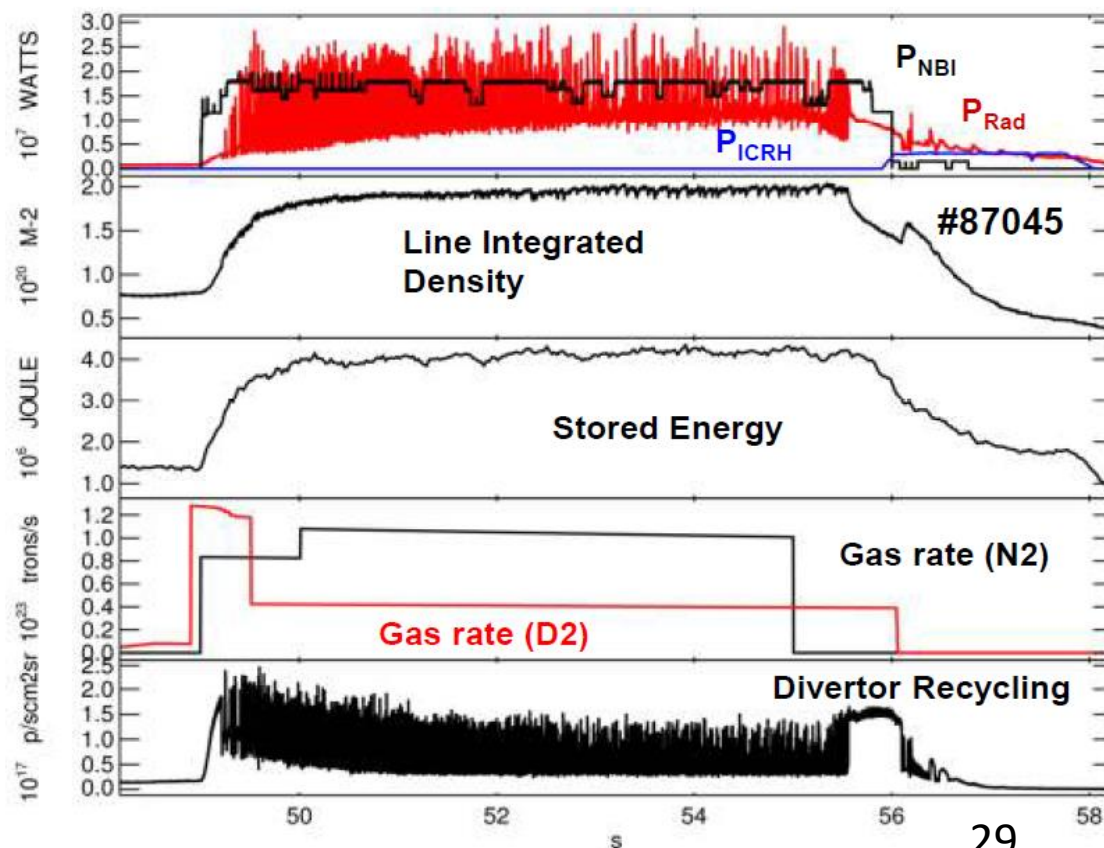 10^7 WATTS
3.0
2.5
2.0
1.5
1.0
0.5
0.0
P_NBI
P_Rad
P_ICRH
10^20 M-2
2.0
1.5
1.0
0.5
Line Integrated
Density
#87045
10^6 JOULE
4.0
3.0
2.0
1.0
Stored Energy
10^23 trons/s
1.2
1.0
0.8
0.6
0.4
0.2
0.0
Gas rate (N2)
Gas rate (D2)
10^17 p/scm2sr
2.5
2.0
1.5
1.0
0.5
0.0
Divertor Recycling
50
52
54
56
58
s
29